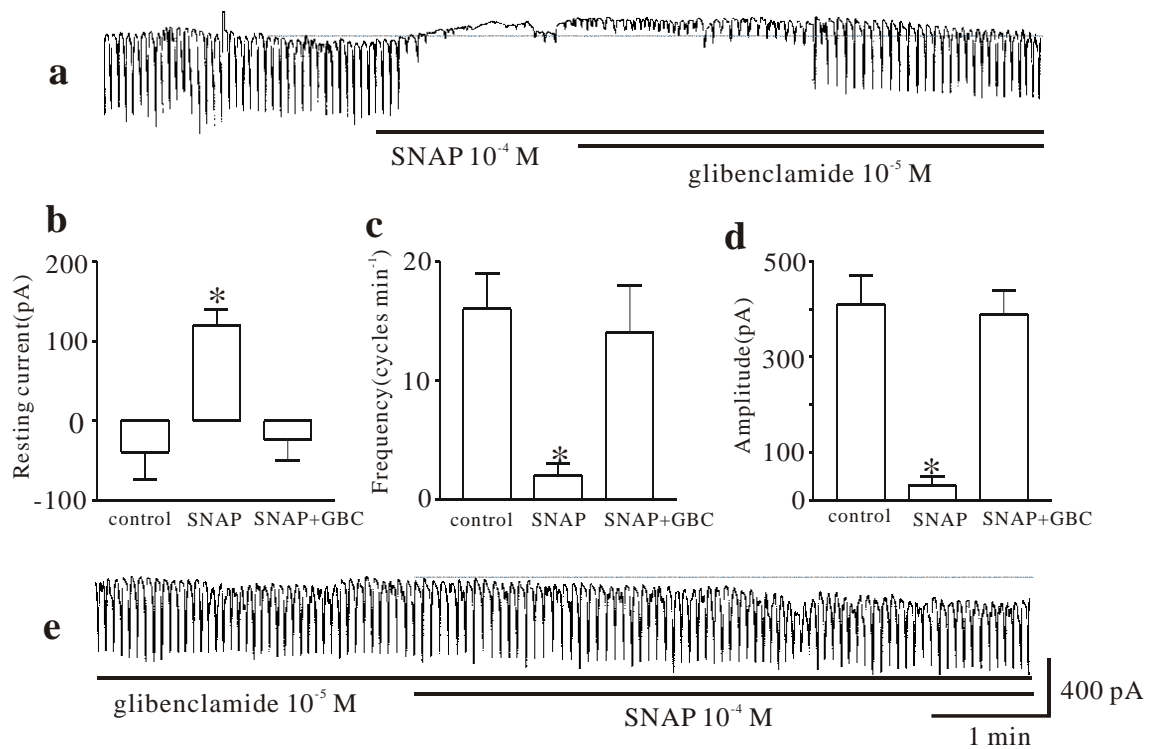 a
SNAP 10⁻⁴ M
glibenclamide 10⁻⁵ M
b
Resting current(pA)
200
100
0
-100
control SNAP SNAP+GBC
*
c
Frequency(cycles min⁻¹)
20
10
0
control SNAP SNAP+GBC
*
d
Amplitude(pA)
500
300
100
0
control SNAP SNAP+GBC
*
e
glibenclamide 10⁻⁵ M
SNAP 10⁻⁴ M
400 pA
1 min